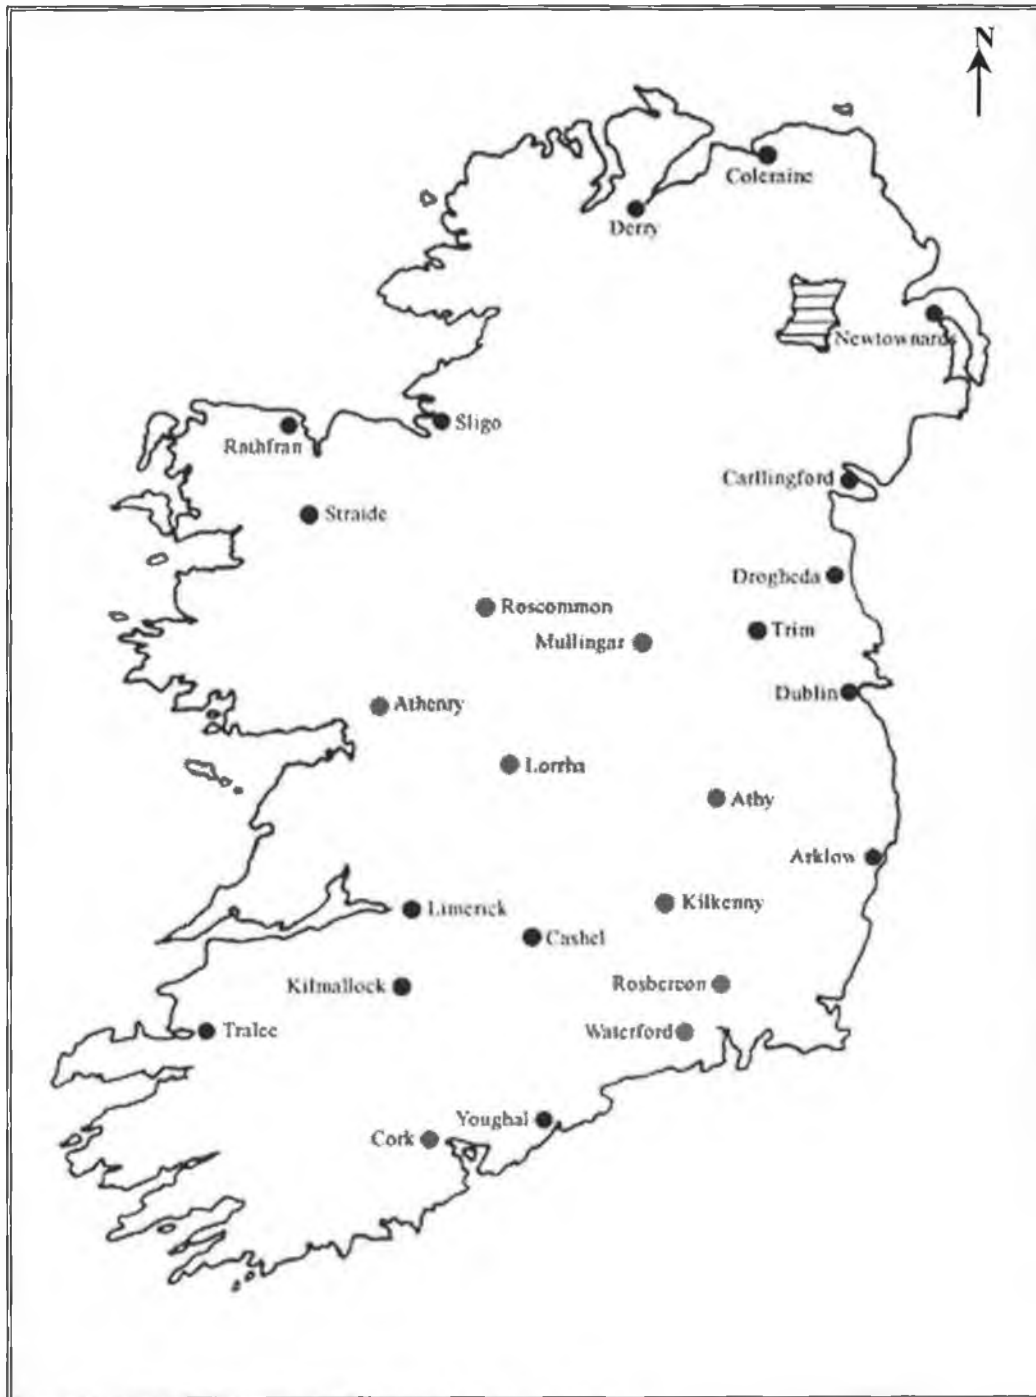 N
Coleraine
Derry
Newtownards
Sligo
Rathfran
Carllingford
Straide
Drogheda
Roscommon
Trim
Mullingar
Dublin
Athenry
Lorrha
Athy
Arklow
Kilkenny
Limerick
Cashel
Rosbercon
Kilmallock
Tralee
Waterford
Youghal
Cork